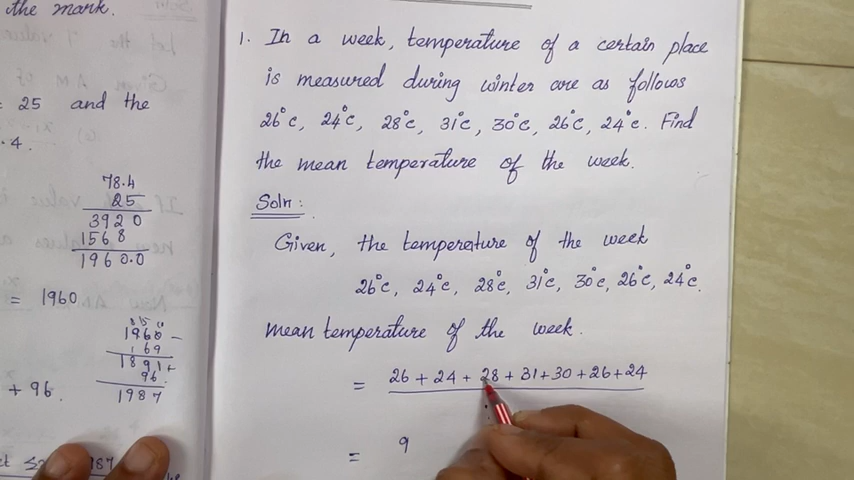 the mark.
25 and the
.4.
78.4
25
3920
1568
1960.0
= 1960
1960 -
169
1891+
96
1987
+ 96.
1. In a week, temperature of a certain place
is measured during winter are as follows
26°c, 24°c, 28°c, 31°c, 30°c, 26°c, 24°c. Find
the mean temperature of the week.
Soln:
Given, the temperature of the week
26°c, 24°c, 28°c, 31°c, 30°c, 26°c, 24°c.
mean temperature of the week.
= 26 + 24 + 28 + 31 + 30 + 26 + 24
= 9